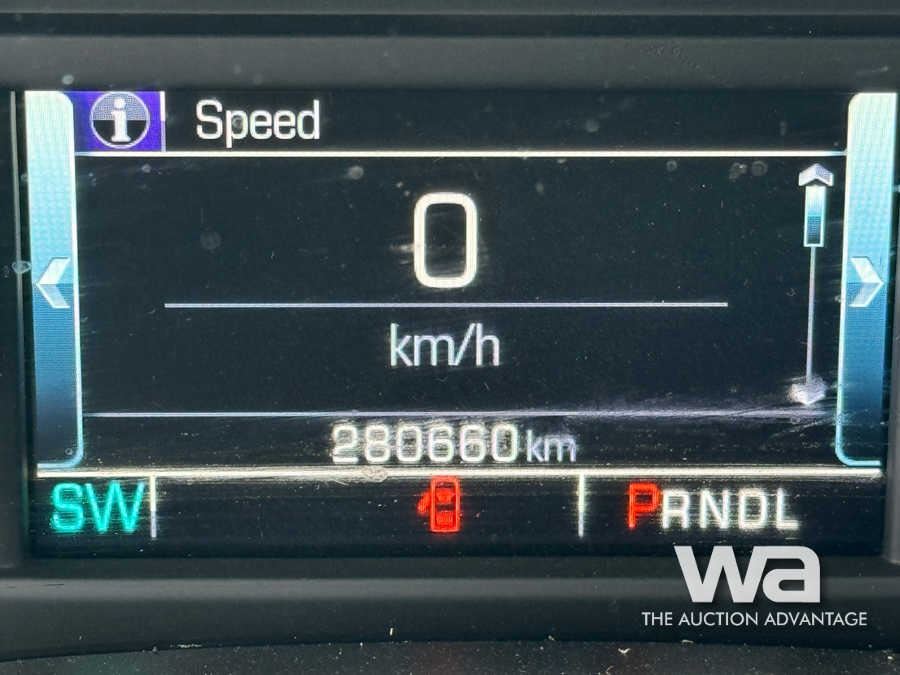 i Speed
0
km/h
280660 km
SW PRNDL
wa
THE AUCTION ADVANTAGE